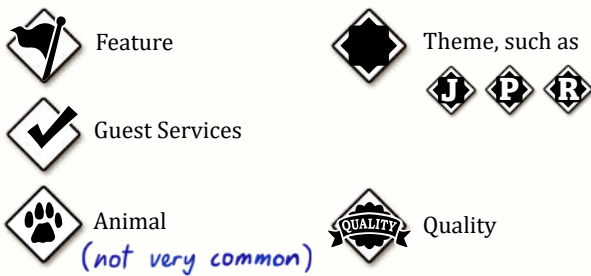 Feature
Theme, such as
J P R
Guest Services
Animal
(not very common)
QUALITY
Quality